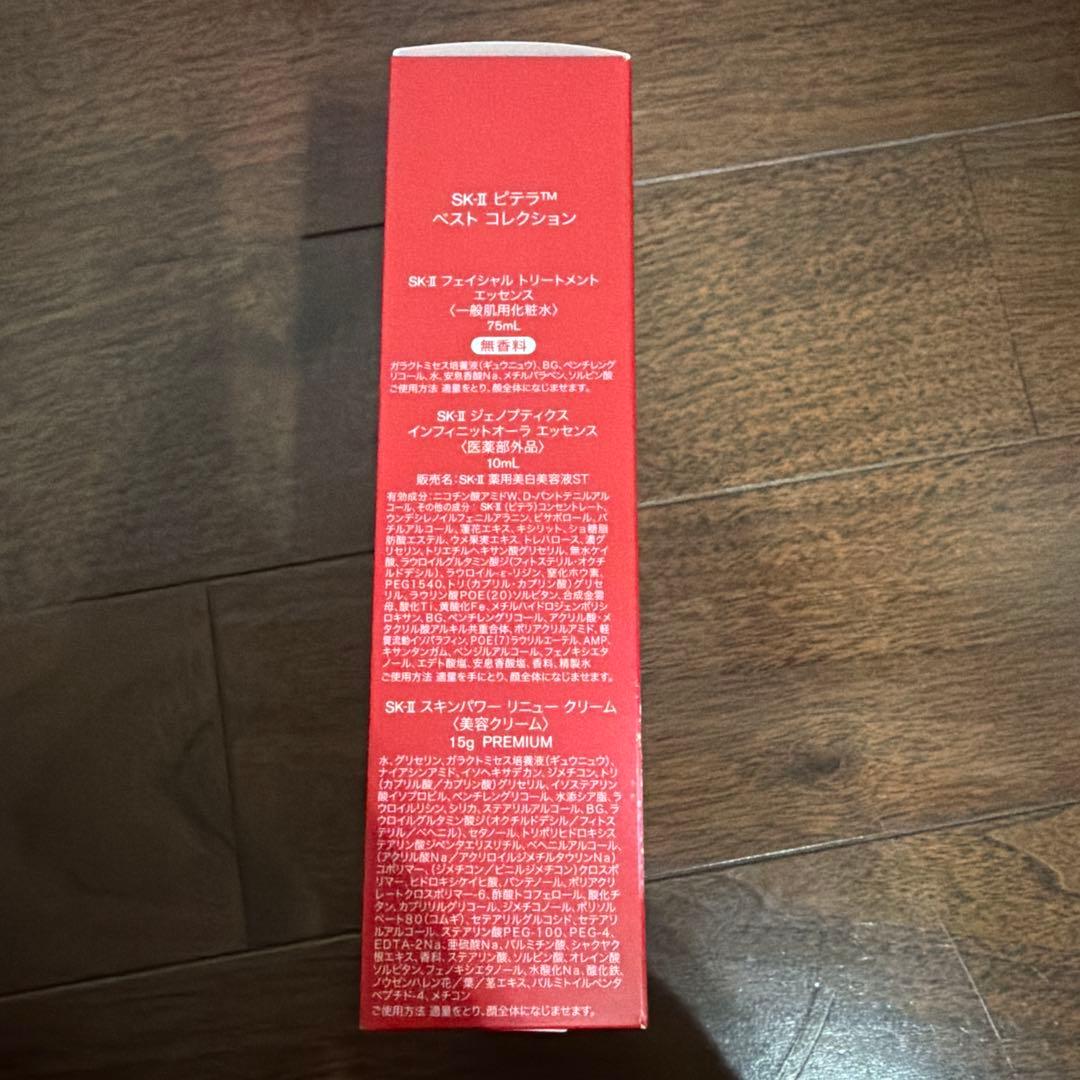 SK-II ピテラ™
ベスト コレクション
SK-II フェイシャル トリートメント
エッセンス
〈一般肌用化粧水〉
75mL
無香料
ガラクトミセス培養液(ギュウニュウ)、BG、ペンチレング
リコール、水、安息香酸Na、メチルパラベン、ソルビン酸
ご使用方法 適量をとり、顔全体になじませます。
SK-II ジェノプティクス
インフィニットオーラ エッセンス
〈医薬部外品〉
10mL
販売名:SK-II 薬用美白美容液ST
有効成分:ニコチン酸アミドW、D-パントテニルアル
コール、その他の成分:SK-II (ピテラ)コンセントレート、
ウンデシレノイルフェニルアラニン、ビサボロール、バ
チルアルコール、蓮花エキス、キシリット、ショ糖脂
肪酸エステル、ウメ果実エキス、トレハロース、濃グ
リセリン、トリエチルヘキサン酸グリセリル、無水ケイ
酸、ラウロイルグルタミン酸ジ(フィトステリル・オクチ
ルドデシル)、ラウロイル-ε-リジン、窒化ホウ素、
PEG1540、トリ(カプリル・カプリン酸)グリセ
リル、ラウリン酸POE(20)ソルビタン、合成金雲
母、酸化Ti、黄酸化Fe、メチルハイドロジェンポリシ
ロキサン、BG、ペンチレングリコール、アクリル酸・メ
タクリル酸アルキル共重合体、ポリアクリルアミド、軽
質流動イソパラフィン、POE(7)ラウリルエーテル、AMP、
キサンタンガム、ベンジルアルコール、フェノキシエタ
ノール、エデト酸塩、安息香酸塩、香料、精製水
ご使用方法 適量を手にとり、顔全体になじませます。
SK-II スキンパワー リニュー クリーム
〈美容クリーム〉
15g PREMIUM
水、グリセリン、ガラクトミセス培養液(ギュウニュウ)、
ナイアシンアミド、イソヘキサデカン、ジメチコン、トリ
(カプリル酸/カプリン酸)グリセリル、イソステアリン
酸イソプロピル、ペンチレングリコール、水添シア脂、ラ
ウロイルリシン、シリカ、ステアリルアルコール、BG、ラ
ウロイルグルタミン酸ジ(オクチルドデシル/フィトス
テリル/ベヘニル)、セタノール、トリポリヒドロキシス
テアリン酸ジペンタエリスリチル、ベヘニルアルコール、
(アクリル酸Na/アクリロイルジメチルタウリンNa)
コポリマー、(ジメチコン/ビニルジメチコン)クロスポ
リマー、ヒドロキシケイヒ酸、パンテノール、ポリアクリ
レートクロスポリマー-6、酢酸トコフェロール、酸化チ
タン、カプリリルグリコール、ジメチコノール、ポリソル
ベート80(コムギ)、セテアリルグルコシド、セテアリ
ルアルコール、ステアリン酸PEG-100、PEG-4、
EDTA-2Na、亜硫酸Na、パルミチン酸、シャクヤク
根エキス、香料、ステアリン酸、ソルビン酸、オレイン酸
ソルビタン、フェノキシエタノール、水酸化Na、酸化鉄、
ノウゼンハレン花/葉/茎エキス、パルミトイルペンタ
ペプチド-4、メチコン
ご使用方法 適量をとり、顔全体になじませます。